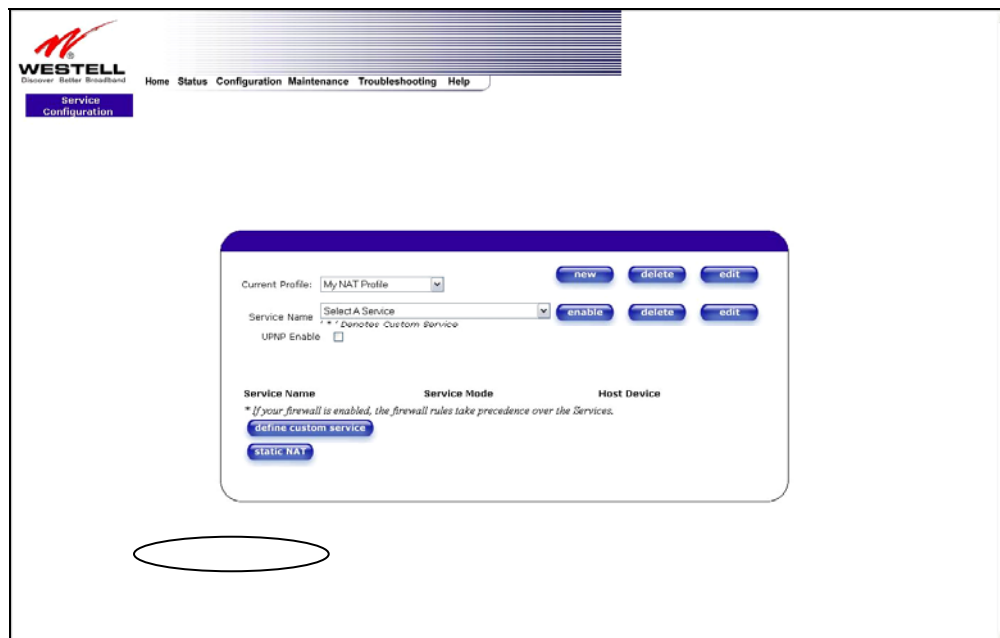 WESTELL
®
Discover Better Broadband
Home Status Configuration Maintenance Troubleshooting Help
Service
Configuration
new delete edit
Current Profile: My NAT Profile
Service Name Select A Service enable delete edit
' * ' Denotes Custom Service
UPNP Enable
Service Name Service Mode Host Device
* If your firewall is enabled, the firewall rules take precedence over the Services.
define custom service
static NAT